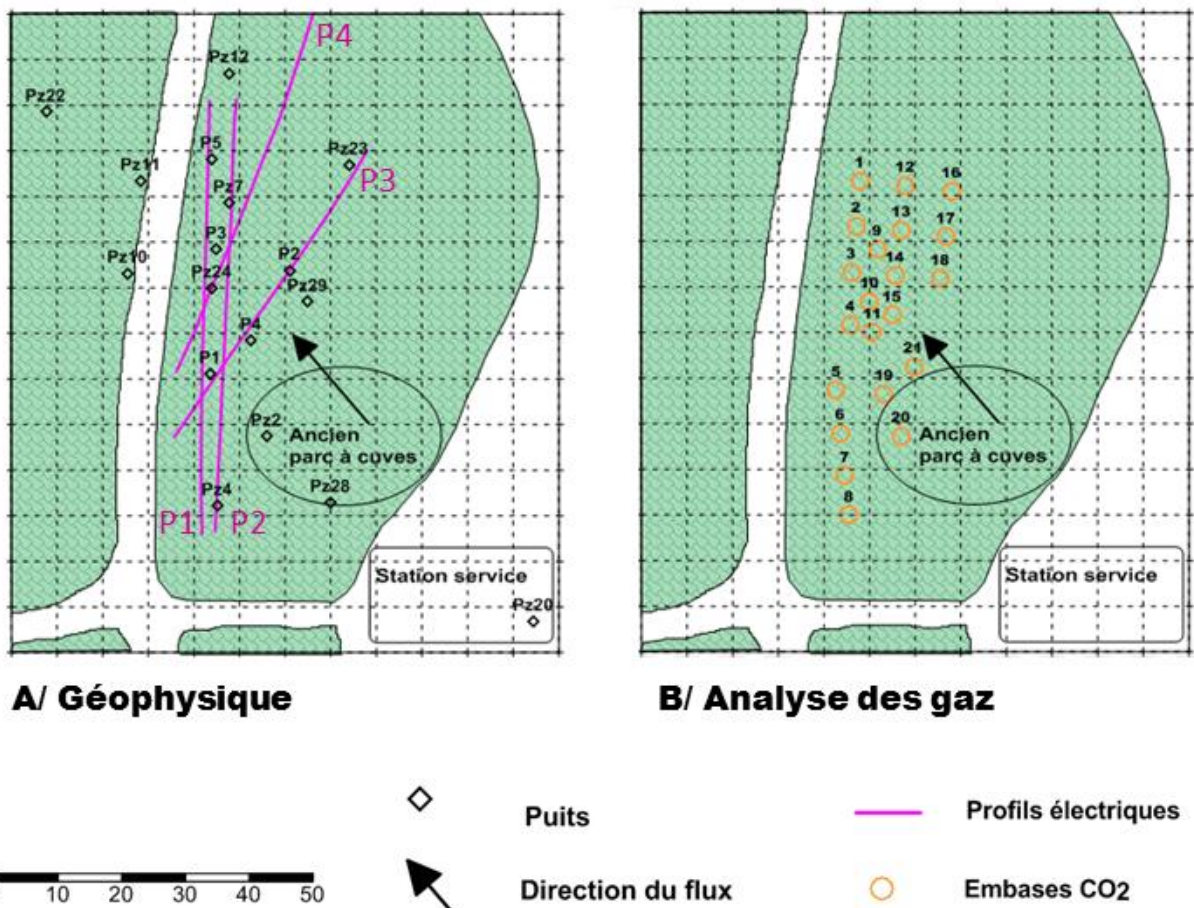 P4
Pz12
Pz22
P5
Pz23
Pz11
P3
Pz7
P3
P2
Pz10
Pz24
Pz29
P4
P1
Pz2
Ancien
parc à cuves
Pz4
Pz28
P1
P2
Station service
Pz20
1
12
16
2
13
17
9
3
14
18
10
15
4
11
21
5
19
6
20
Ancien
parc à cuves
7
8
Station service
A/ Géophysique
B/ Analyse des gaz
Puits
Profils électriques
10 20 30 40 50
Direction du flux
Embases CO2